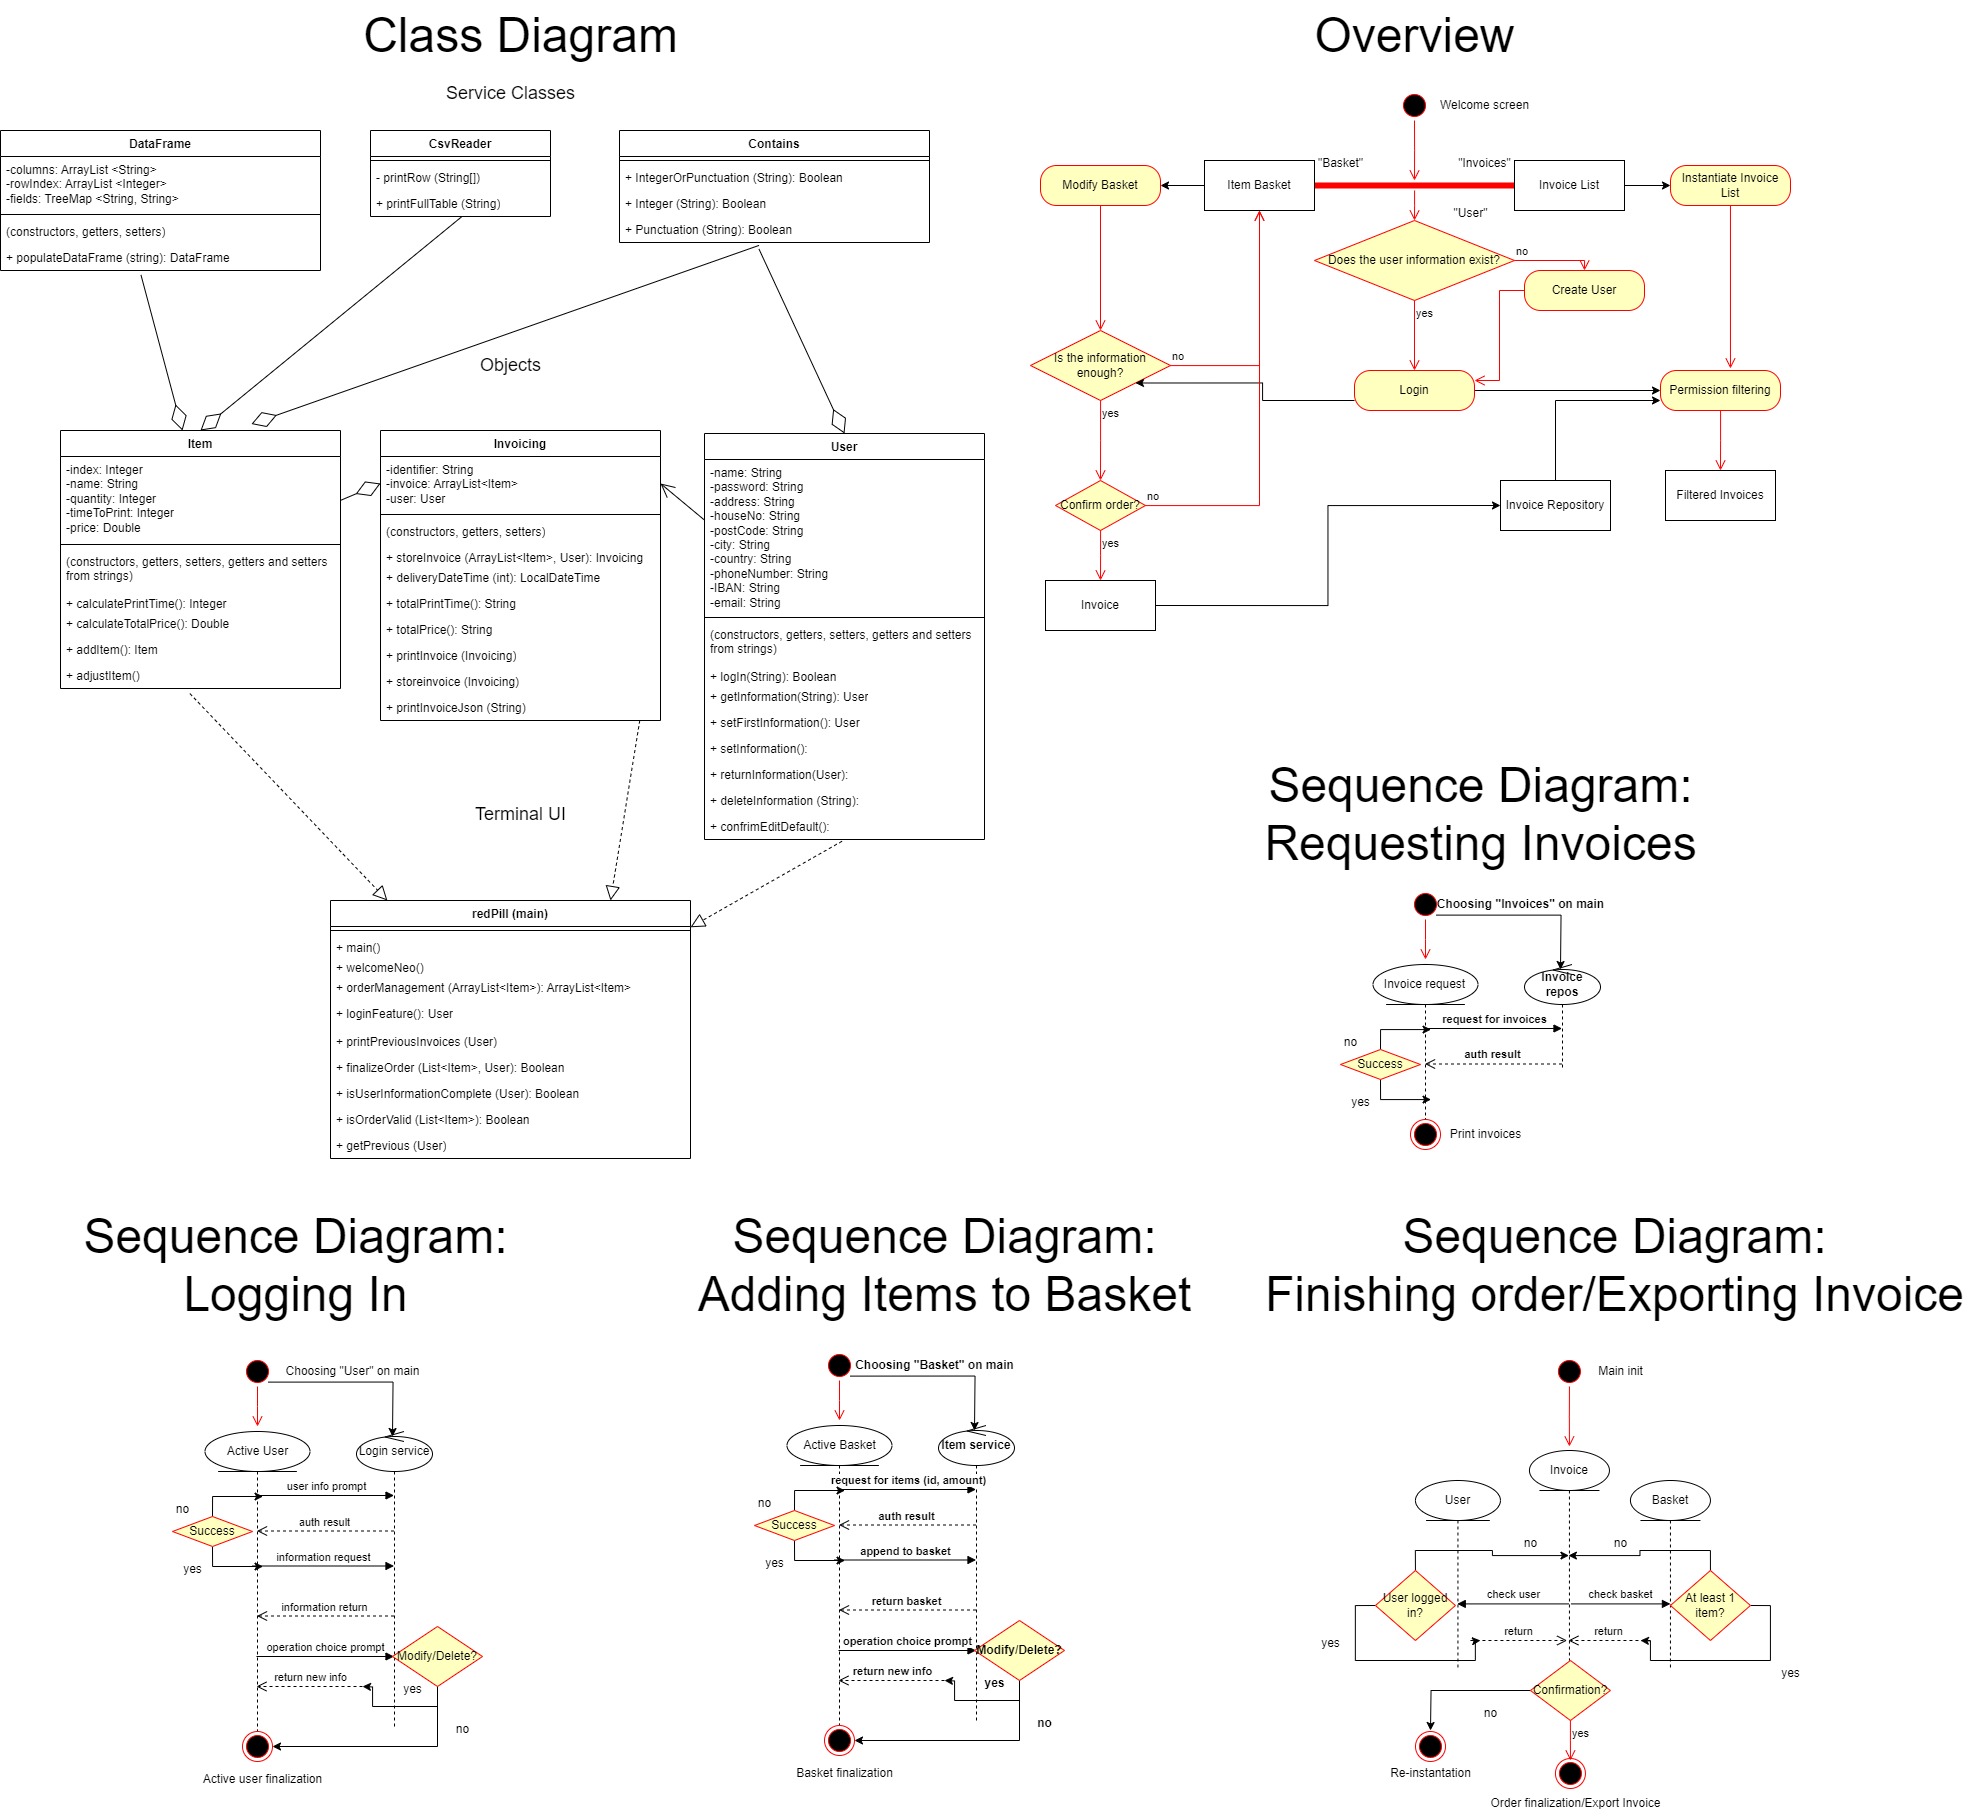 Class Diagram
Service Classes
DataFrame
-columns: ArrayList <String>
-rowIndex: ArrayList <Integer>
-fields: TreeMap <String, String>
(constructors, getters, setters)
+ populateDataFrame (string): DataFrame
CsvReader
- printRow (String[])
+ printFullTable (String)
Contains
+ IntegerOrPunctuation (String): Boolean
+ Integer (String): Boolean
+ Punctuation (String): Boolean
Objects
Item
-index: Integer
-name: String
-quantity: Integer
-timeToPrint: Integer
-price: Double
(constructors, getters, setters, getters and setters
from strings)
+ calculatePrintTime(): Integer
+ calculateTotalPrice(): Double
+ addItem(): Item
+ adjustItem()
Invoicing
-identifier: String
-invoice: ArrayList<Item>
-user: User
(constructors, getters, setters)
+ storeInvoice (ArrayList<Item>, User): Invoicing
+ deliveryDateTime (int): LocalDateTime
+ totalPrintTime(): String
+ totalPrice(): String
+ printInvoice (Invoicing)
+ storeinvoice (Invoicing)
+ printInvoiceJson (String)
User
-name: String
-password: String
-address: String
-houseNo: String
-postCode: String
-city: String
-country: String
-phoneNumber: String
-IBAN: String
-email: String
(constructors, getters, setters, getters and setters
from strings)
+ logIn(String): Boolean
+ getInformation(String): User
+ setFirstInformation(): User
+ setInformation():
+ returnInformation(User):
+ deleteInformation (String):
+ confrimEditDefault():
Terminal UI
redPill (main)
+ main()
+ welcomeNeo()
+ orderManagement (ArrayList<Item>): ArrayList<Item>
+ loginFeature(): User
+ printPreviousInvoices (User)
+ finalizeOrder (List<Item>, User): Boolean
+ isUserInformationComplete (User): Boolean
+ isOrderValid (List<Item>): Boolean
+ getPrevious (User)
Overview
Welcome screen
Modify Basket
Item Basket
"Basket"
"Invoices"
Invoice List
Instantiate Invoice
List
"User"
Does the user information exist?
no
Create User
yes
Is the information
enough?
no
Login
Permission filtering
yes
Confirm order?
no
Invoice Repository
Filtered Invoices
yes
Invoice
Sequence Diagram:
Requesting Invoices
Choosing "Invoices" on main
Invoice request
Invoice
repos
request for invoices
no
auth result
Success
yes
Print invoices
Sequence Diagram:
Logging In
Choosing "User" on main
Active User
Login service
user info prompt
no
auth result
Success
information request
yes
information return
operation choice prompt
Modify/Delete?
return new info
yes
no
Active user finalization
Sequence Diagram:
Adding Items to Basket
Choosing "Basket" on main
Active Basket
Item service
request for items (id, amount)
no
auth result
Success
append to basket
yes
return basket
operation choice prompt
Modify/Delete?
return new info
yes
no
Basket finalization
Sequence Diagram:
Finishing order/Exporting Invoice
Main init
Invoice
User
Basket
no
no
User logged
in?
check user
check basket
At least 1
item?
yes
return
return
yes
Confirmation?
no
yes
Re-instantation
Order finalization/Export Invoice